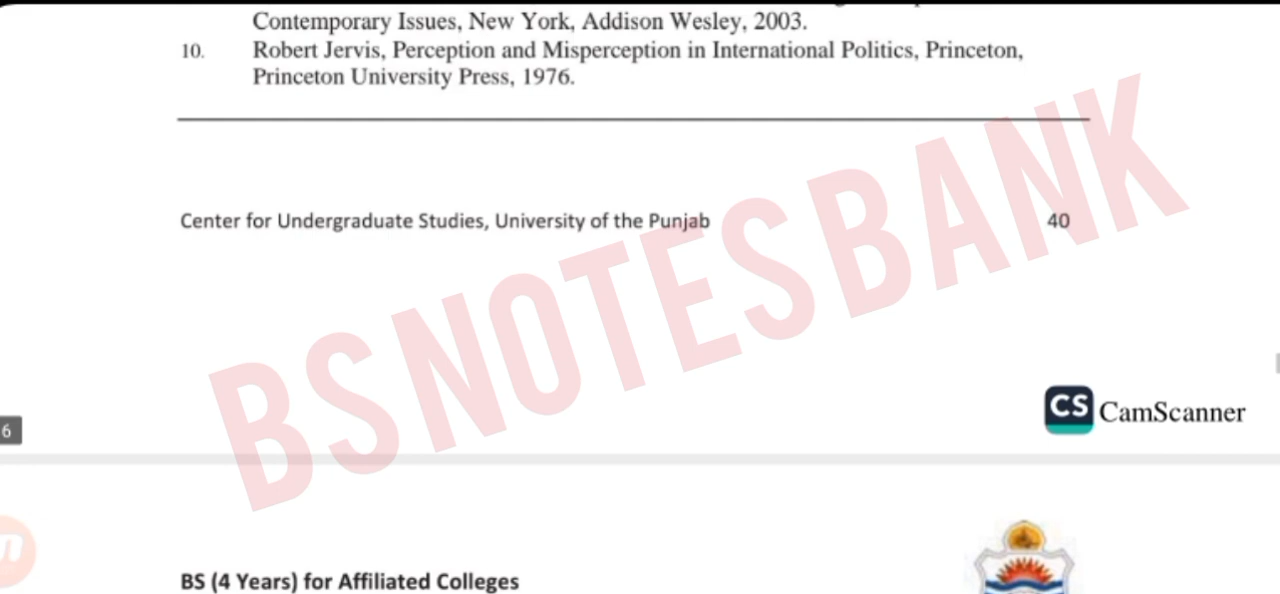 Contemporary Issues, New York, Addison Wesley, 2003.
10. Robert Jervis, Perception and Misperception in International Politics, Princeton,
Princeton University Press, 1976.
Center for Undergraduate Studies, University of the Punjab 40
BSNOTESBANK
CS CamScanner
6
BS (4 Years) for Affiliated Colleges